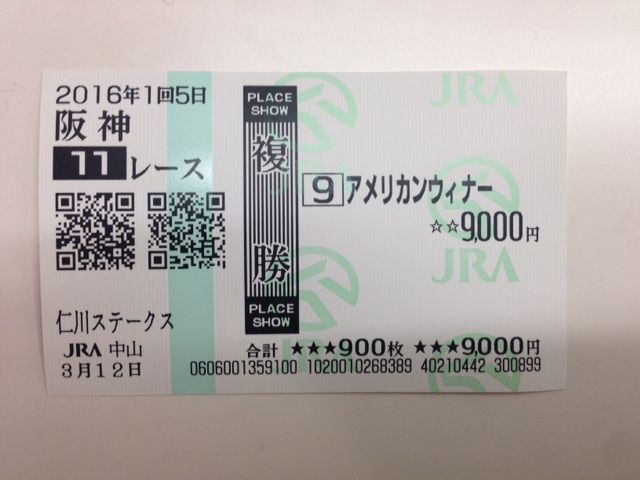 2016年1回5日
阪神
11レース
仁川ステークス
JRA 中山
3月12日
PLACE
SHOW
複勝
PLACE
SHOW
JRA
9 アメリカンウィナー
☆☆9,000円
JRA
合計 ★★★900枚 ★★★9,000円
0606001359100 1020010268389 40210442 300899